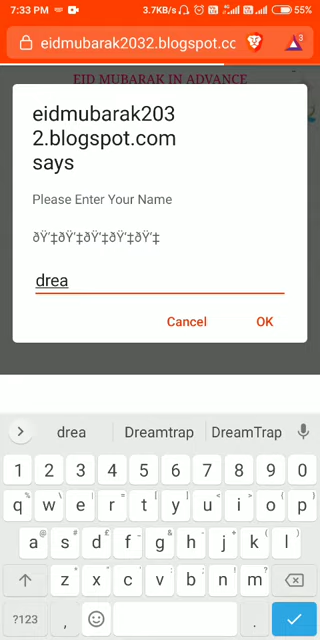 7:33 PM 3.7KB/s 55%
eidmubarak2032.blogspot.cc 3
EID MUBARAK IN ADVANCE
eidmubarak203
2.blogspot.com
says
Please Enter Your Name
ðŸ‘‡ðŸ‘‡ðŸ‘‡ðŸ‘‡ðŸ‘‡
drea
Cancel OK
drea Dreamtrap DreamTrap
1 2 3 4 5 6 7 8 9 0
q w e r t y u i o p
a s d f g h j k l
z x c v b n m
?123 , .